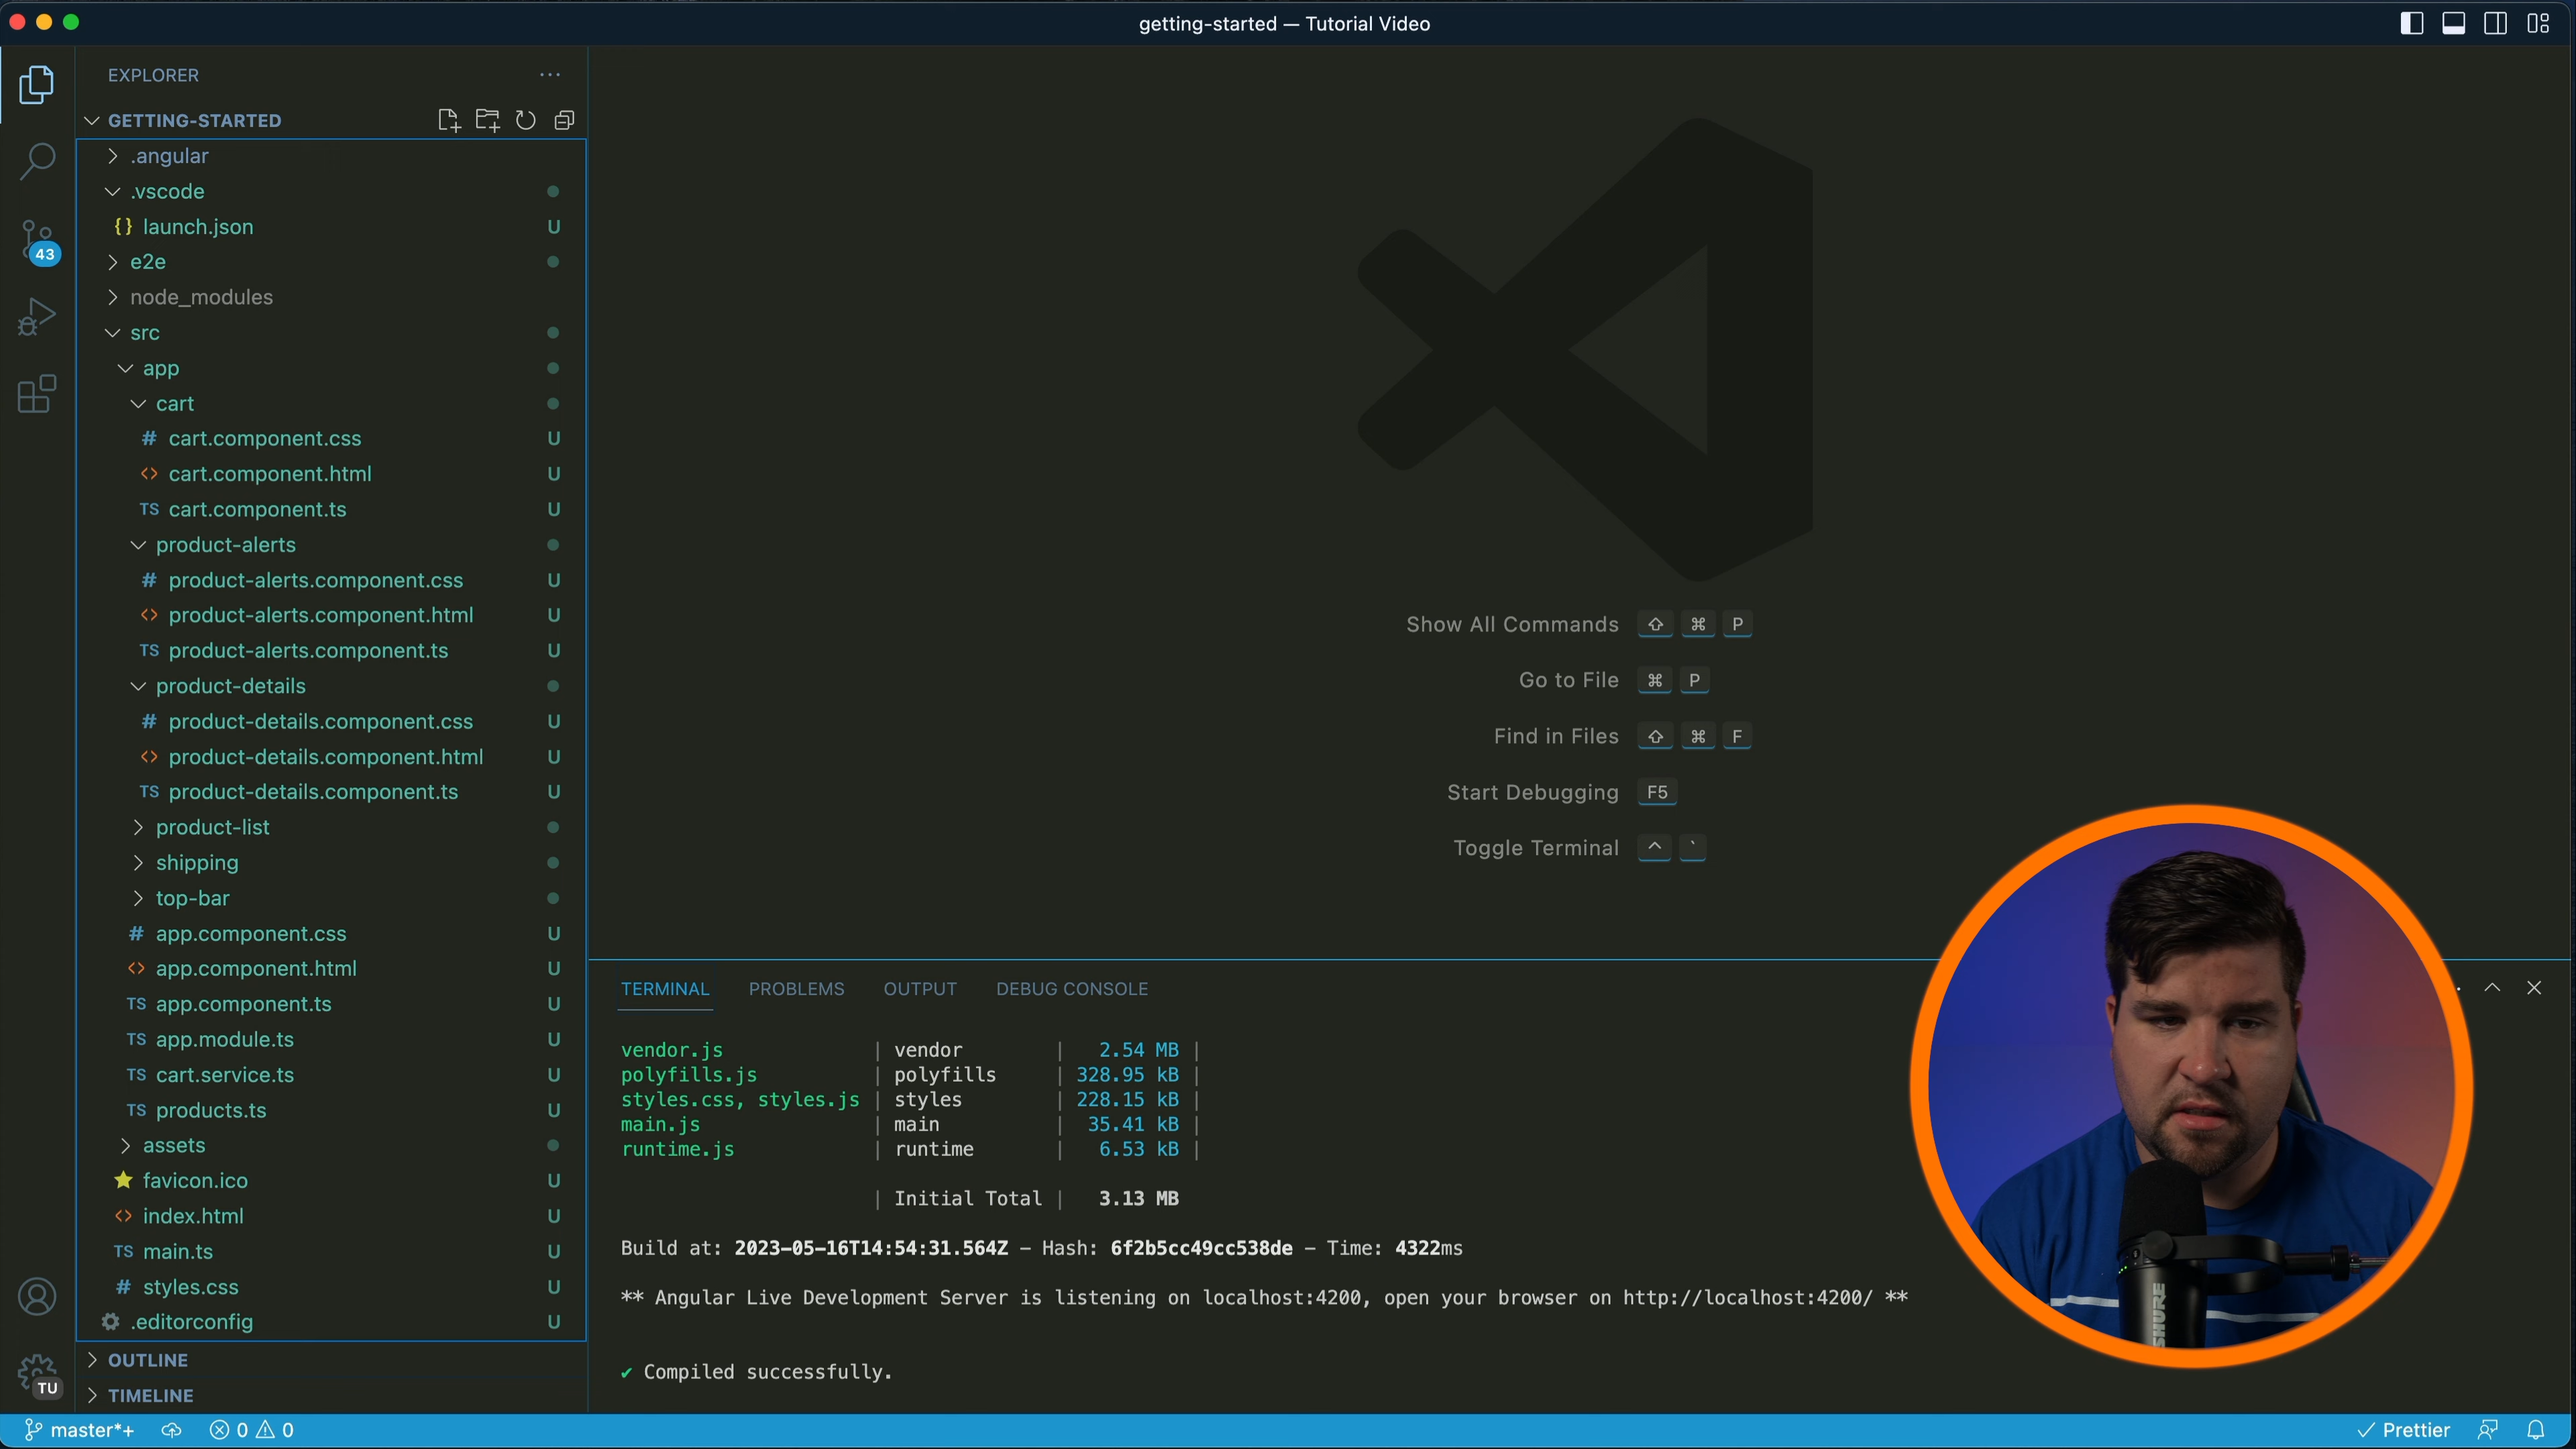 getting-started — Tutorial Video
EXPLORER
GETTING-STARTED
.angular
.vscode
{} launch.json U
43
e2e
node_modules
src
app
cart
# cart.component.css U
<> cart.component.html U
TS cart.component.ts U
product-alerts
# product-alerts.component.css U
<> product-alerts.component.html U
TS product-alerts.component.ts U
product-details
# product-details.component.css U
<> product-details.component.html U
TS product-details.component.ts U
product-list
shipping
top-bar
# app.component.css U
<> app.component.html U
TS app.component.ts U
TS app.module.ts U
TS cart.service.ts U
TS products.ts U
assets
favicon.ico U
<> index.html U
TS main.ts U
# styles.css U
.editorconfig U
OUTLINE
TIMELINE
TU
Show All Commands ⇧ ⌘ P
Go to File ⌘ P
Find in Files ⇧ ⌘ F
Start Debugging F5
Toggle Terminal ^ `
TERMINAL PROBLEMS OUTPUT DEBUG CONSOLE
vendor.js | vendor | 2.54 MB |
polyfills.js | polyfills | 328.95 kB |
styles.css, styles.js | styles | 228.15 kB |
main.js | main | 35.41 kB |
runtime.js | runtime | 6.53 kB |
| Initial Total | 3.13 MB
Build at: 2023-05-16T14:54:31.564Z – Hash: 6f2b5cc49cc538de – Time: 4322ms
** Angular Live Development Server is listening on localhost:4200, open your browser on http://localhost:4200/ **
✔ Compiled successfully.
SHURE
master*+ 0 0
Prettier